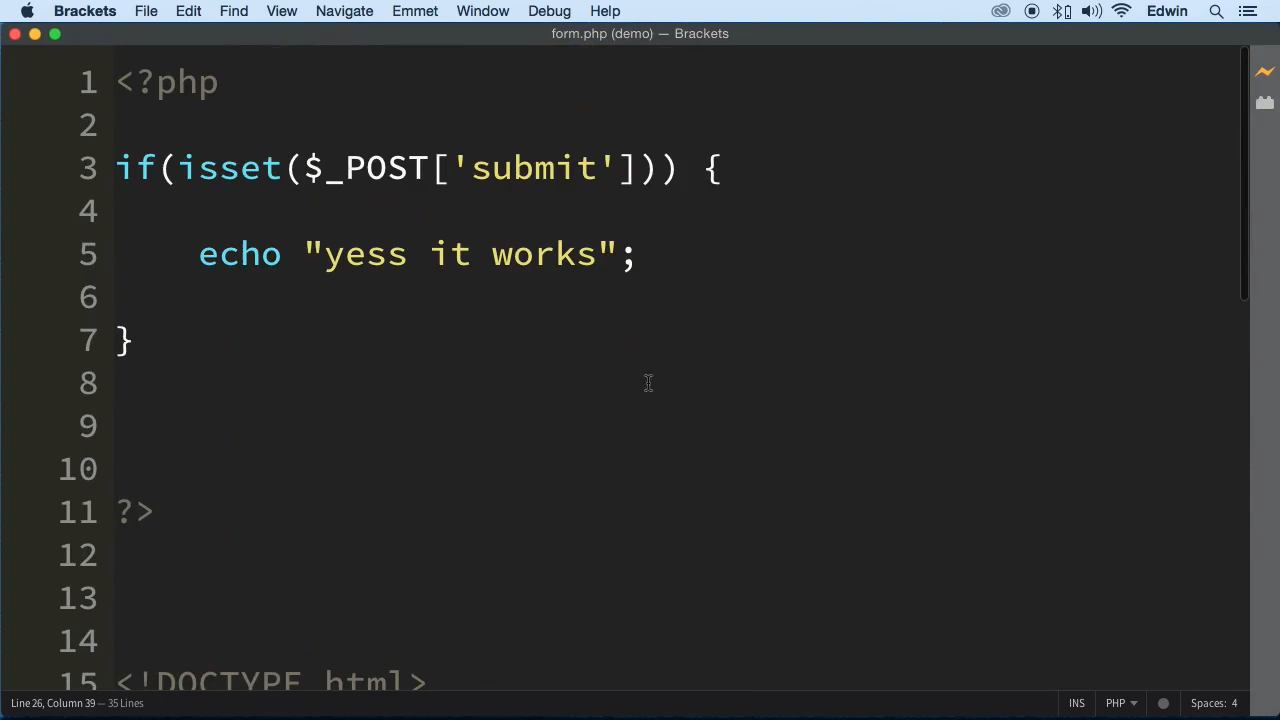 Brackets File Edit Find View Navigate Emmet Window Debug Help Edwin
form.php (demo) — Brackets
1 <?php
2
3 if(isset($_POST['submit'])) {
4
5 echo "yess it works";
6
7 }
8
9
10
11 ?>
12
13
14
15 <!DOCTYPE html>
Line 26, Column 39 — 35 Lines INS PHP Spaces: 4